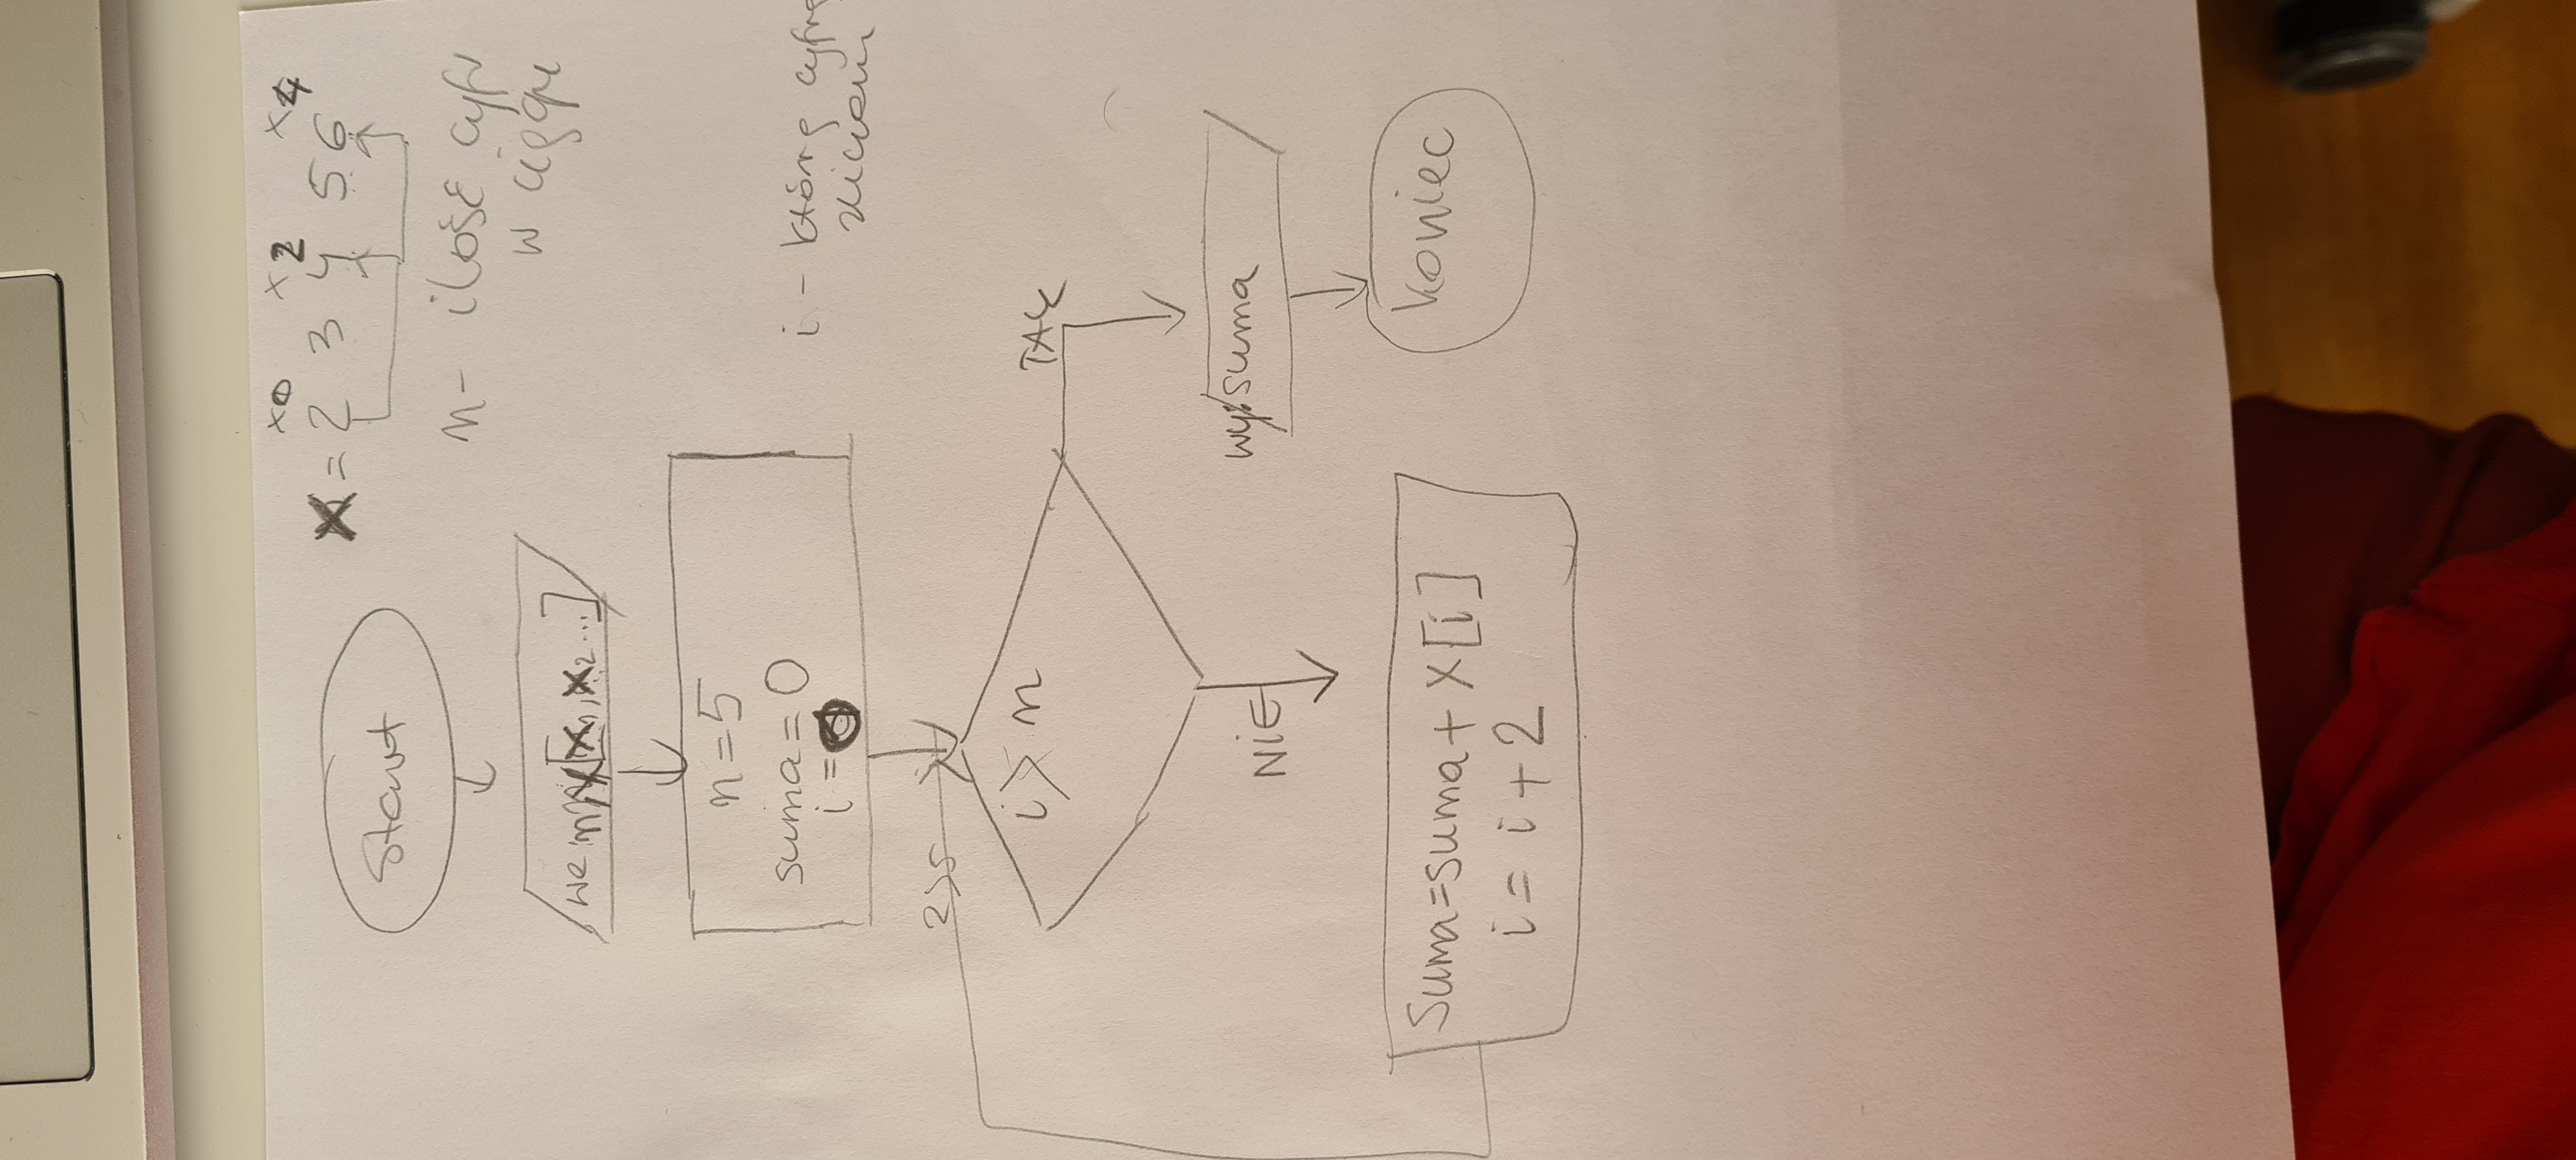 x0 x2 x4
X = 2 3 4 5 6
Start
n- ilość cyfr
w ciągu
we n, X[X1, X2 ...]
n=5
suma=0
i=0
i - którą cyfrę
zliczam
2>5
i > n
TAK
NIE
wy: suma
Suma=suma+ X[i]
i = i+2
koniec